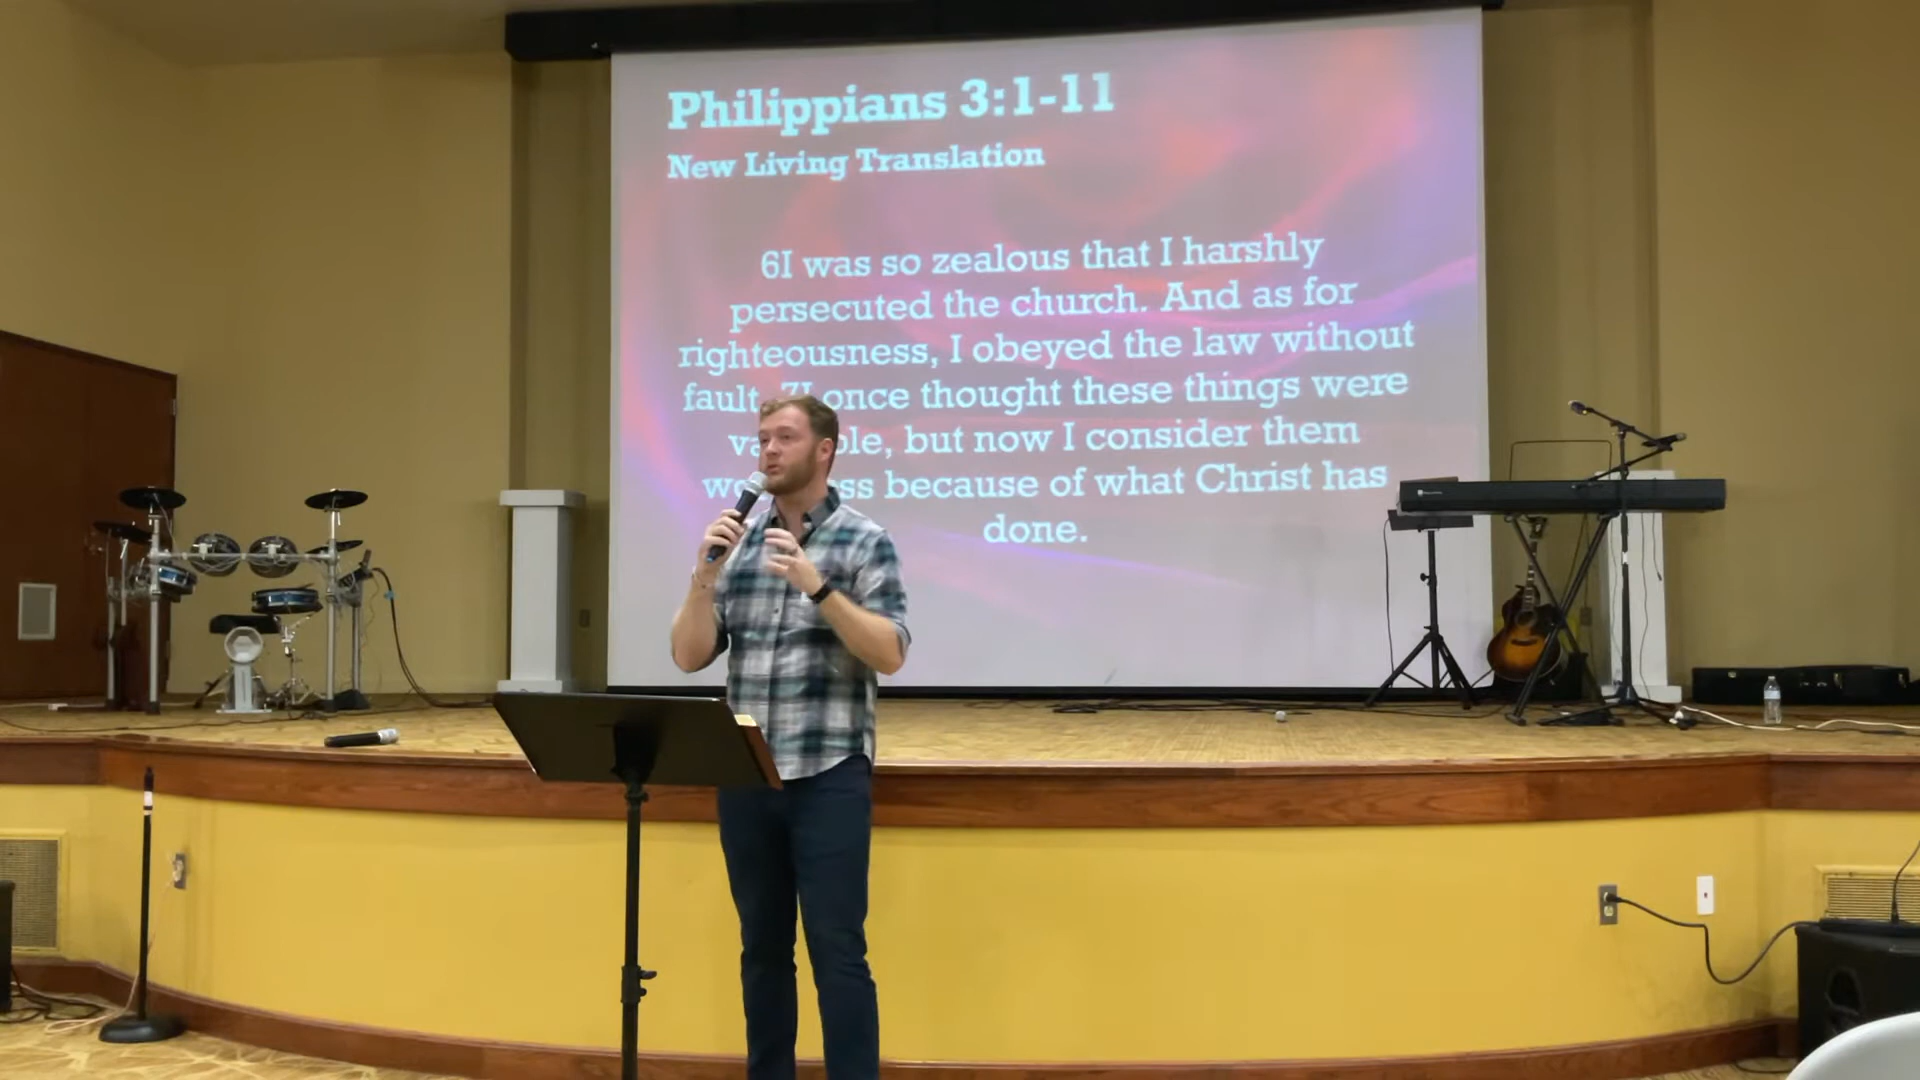 Philippians 3:1-11
New Living Translation
6I was so zealous that I harshly
persecuted the church. And as for
righteousness, I obeyed the law without
fault. 7I once thought these things were
but now I consider them
because of what Christ has
done.